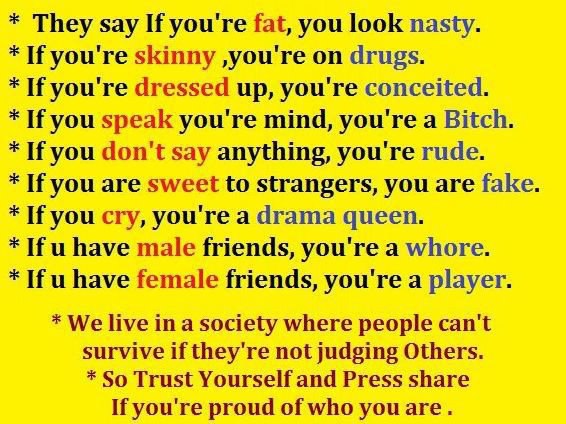 * They say If you're fat, you look nasty.
* If you're skinny ,you're on drugs.
* If you're dressed up, you're conceited.
* If you speak you're mind, you're a Bitch.
* If you don't say anything, you're rude.
* If you are sweet to strangers, you are fake.
* If you cry, you're a drama queen.
* If u have male friends, you're a whore.
* If u have female friends, you're a player.
* We live in a society where people can't
survive if they're not judging Others.
* So Trust Yourself and Press share
If you're proud of who you are .